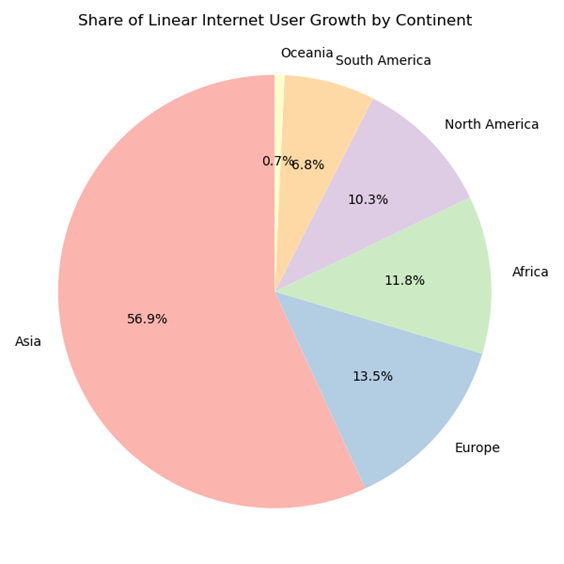 Share of Linear Internet User Growth by Continent
Oceania
South America
North America
Africa
Europe
Asia
0.7%
6.8%
10.3%
11.8%
13.5%
56.9%